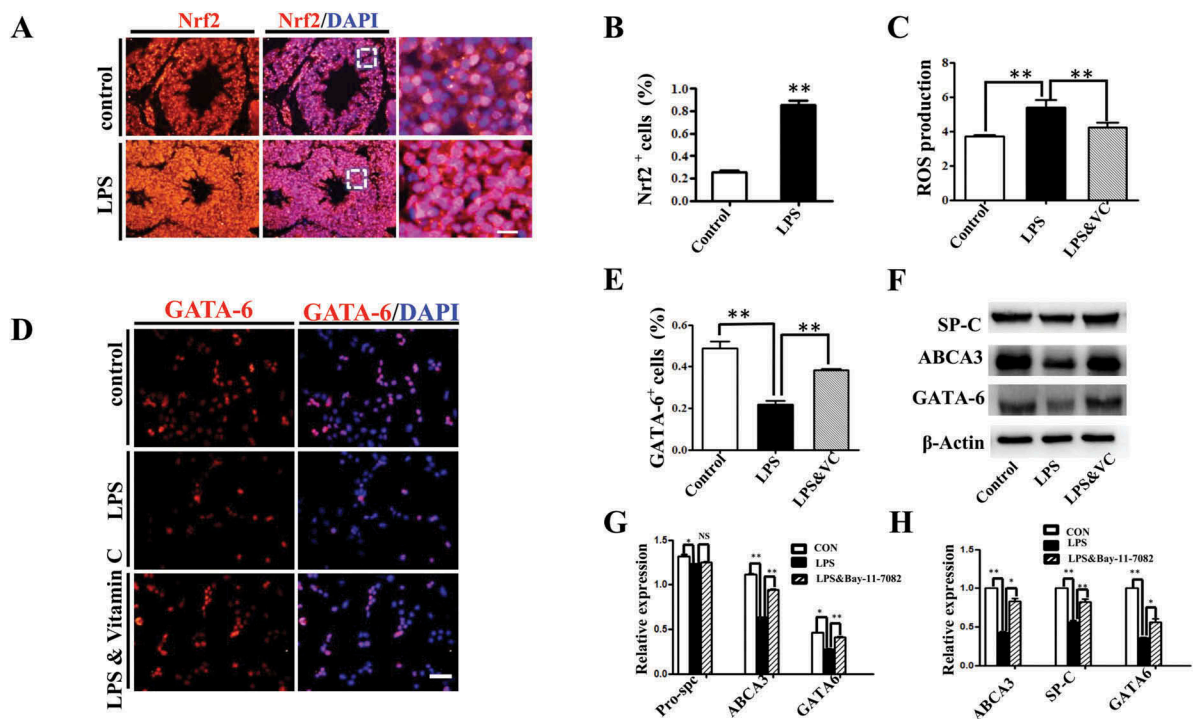 A
Nrf2
Nrf2/DAPI
control
LPS
B
Nrf2 + cells (%)
1.0
0.8
0.6
0.4
0.2
0.0
**
Control
LPS
C
ROS production
8
6
4
2
0
**
**
Control
LPS
LPS&VC
D
GATA-6
GATA-6/DAPI
control
LPS
LPS & Vitamin C
E
GATA-6+ cells (%)
0.6
0.4
0.2
0.0
**
**
Control
LPS
LPS&VC
F
SP-C
ABCA3
GATA-6
β-Actin
Control
LPS
LPS&VC
G
Relative expression
1.5
1.0
0.5
0.0
* NS
** **
* **
CON
LPS
LPS&Bay-11-7082
Pro-spc
ABCA3
GATA6
H
Relative expression
1.5
1.0
0.5
0.0
** *
** **
** *
CON
LPS
LPS&Bay-11-7082
ABCA3
SP-C
GATA6